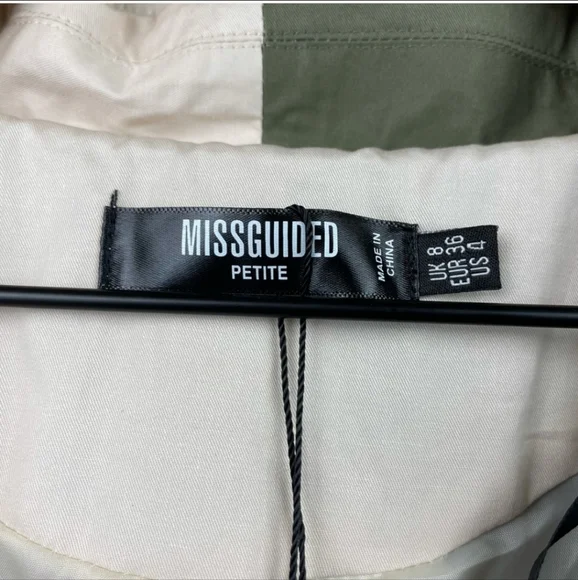 MISSGUIDED
PETITE
MADE IN
CHINA
UK 8
EUR 36
US 4